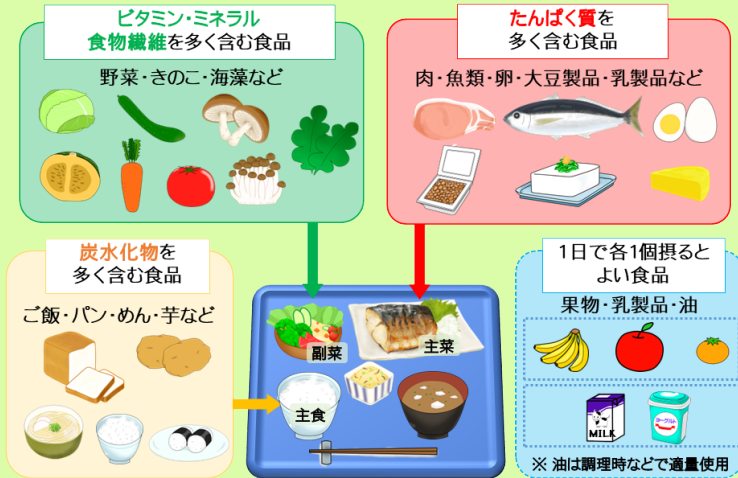 ビタミン・ミネラル
食物繊維を多く含む食品
野菜・きのこ・海藻など
たんぱく質を
多く含む食品
肉・魚類・卵・大豆製品・乳製品など
炭水化物を
多く含む食品
ご飯・パン・めん・芋など
副菜
主菜
主食
1日で各1個摂ると
よい食品
果物・乳製品・油
MILK
ヨーグルト
※ 油は調理時などで適量使用